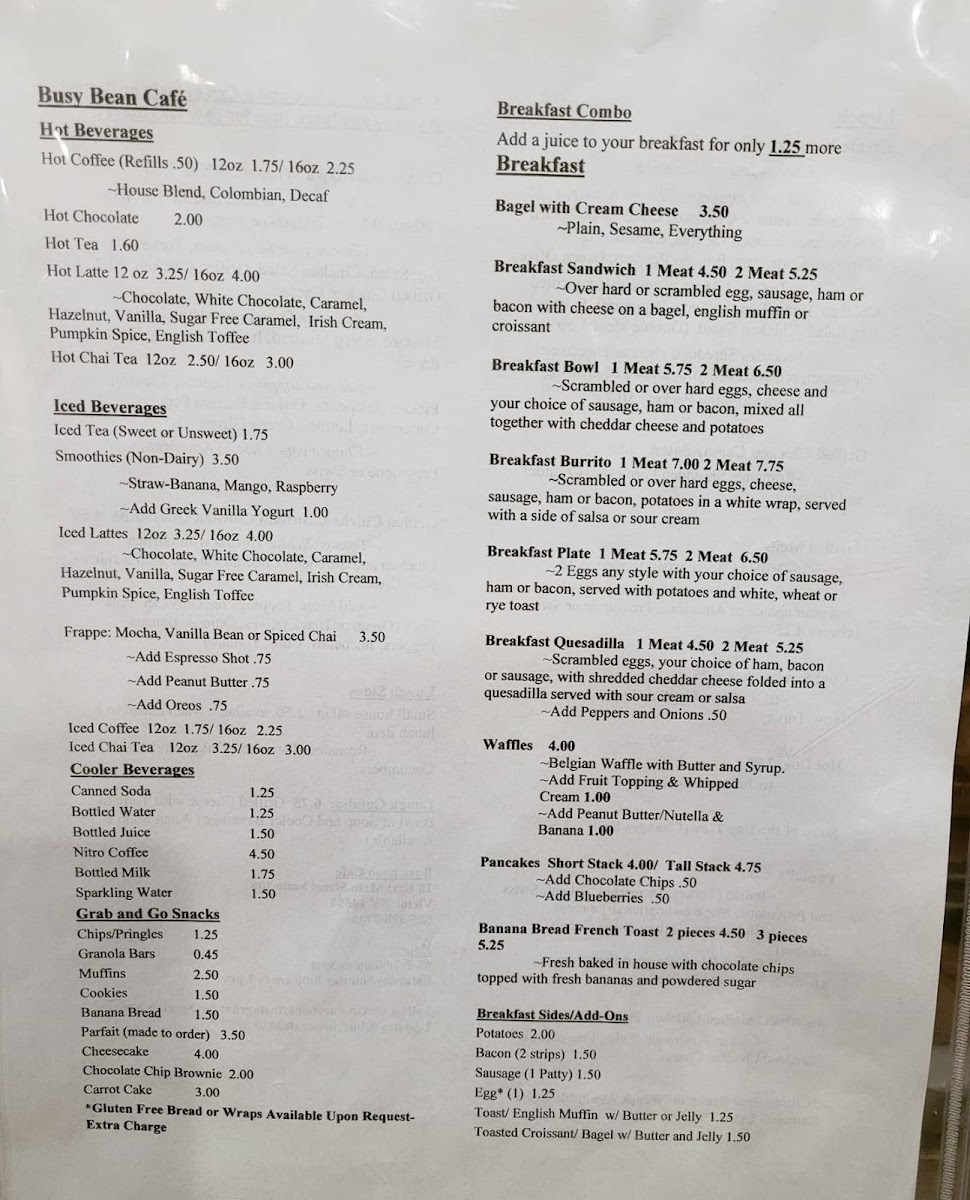 Busy Bean Café
Hot Beverages
Hot Coffee (Refills .50) 12oz 1.75/ 16oz 2.25
~House Blend, Colombian, Decaf
Hot Chocolate 2.00
Hot Tea 1.60
Hot Latte 12 oz 3.25/ 16oz 4.00
~Chocolate, White Chocolate, Caramel,
Hazelnut, Vanilla, Sugar Free Caramel, Irish Cream,
Pumpkin Spice, English Toffee
Hot Chai Tea 12oz 2.50/ 16oz 3.00
Iced Beverages
Iced Tea (Sweet or Unsweet) 1.75
Smoothies (Non-Dairy) 3.50
~Straw-Banana, Mango, Raspberry
~Add Greek Vanilla Yogurt 1.00
Iced Lattes 12oz 3.25/ 16oz 4.00
~Chocolate, White Chocolate, Caramel,
Hazelnut, Vanilla, Sugar Free Caramel, Irish Cream,
Pumpkin Spice, English Toffee
Frappe: Mocha, Vanilla Bean or Spiced Chai 3.50
~Add Espresso Shot .75
~Add Peanut Butter .75
~Add Oreos .75
Iced Coffee 12oz 1.75/ 16oz 2.25
Iced Chai Tea 12oz 3.25/ 16oz 3.00
Cooler Beverages
Canned Soda 1.25
Bottled Water 1.25
Bottled Juice 1.50
Nitro Coffee 4.50
Bottled Milk 1.75
Sparkling Water 1.50
Grab and Go Snacks
Chips/Pringles 1.25
Granola Bars 0.45
Muffins 2.50
Cookies 1.50
Banana Bread 1.50
Parfait (made to order) 3.50
Cheesecake 4.00
Chocolate Chip Brownie 2.00
Carrot Cake 3.00
*Gluten Free Bread or Wraps Available Upon Request-
Extra Charge
Breakfast Combo
Add a juice to your breakfast for only 1.25 more
Breakfast
Bagel with Cream Cheese 3.50
~Plain, Sesame, Everything
Breakfast Sandwich 1 Meat 4.50 2 Meat 5.25
~Over hard or scrambled egg, sausage, ham or
bacon with cheese on a bagel, english muffin or
croissant
Breakfast Bowl 1 Meat 5.75 2 Meat 6.50
~Scrambled or over hard eggs, cheese and
your choice of sausage, ham or bacon, mixed all
together with cheddar cheese and potatoes
Breakfast Burrito 1 Meat 7.00 2 Meat 7.75
~Scrambled or over hard eggs, cheese,
sausage, ham or bacon, potatoes in a white wrap, served
with a side of salsa or sour cream
Breakfast Plate 1 Meat 5.75 2 Meat 6.50
~2 Eggs any style with your choice of sausage,
ham or bacon, served with potatoes and white, wheat or
rye toast
Breakfast Quesadilla 1 Meat 4.50 2 Meat 5.25
~Scrambled eggs, your choice of ham, bacon
or sausage, with shredded cheddar cheese folded into a
quesadilla served with sour cream or salsa
~Add Peppers and Onions .50
Waffles 4.00
~Belgian Waffle with Butter and Syrup.
~Add Fruit Topping & Whipped
Cream 1.00
~Add Peanut Butter/Nutella &
Banana 1.00
Pancakes Short Stack 4.00/ Tall Stack 4.75
~Add Chocolate Chips .50
~Add Blueberries .50
Banana Bread French Toast 2 pieces 4.50 3 pieces
5.25
~Fresh baked in house with chocolate chips
topped with fresh bananas and powdered sugar
Breakfast Sides/Add-Ons
Potatoes 2.00
Bacon (2 strips) 1.50
Sausage (1 Patty) 1.50
Egg* (1) 1.25
Toast/ English Muffin w/ Butter or Jelly 1.25
Toasted Croissant/ Bagel w/ Butter and Jelly 1.50